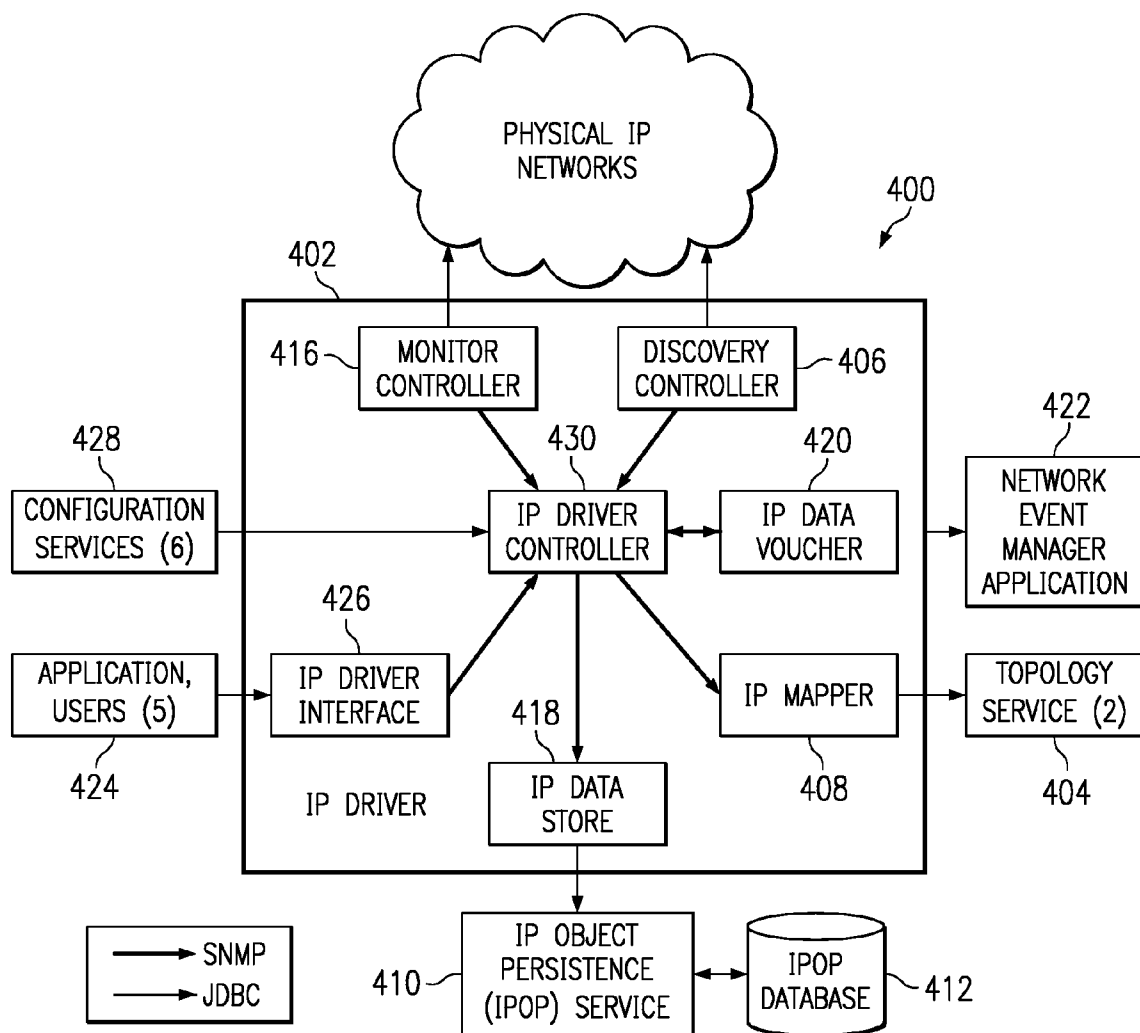 PHYSICAL IP
NETWORKS
400
402
416
MONITOR
CONTROLLER
DISCOVERY
CONTROLLER
406
428
430
420
422
CONFIGURATION
SERVICES (6)
IP DRIVER
CONTROLLER
IP DATA
VOUCHER
NETWORK
EVENT
MANAGER
APPLICATION
426
APPLICATION,
USERS (5)
IP DRIVER
INTERFACE
IP MAPPER
TOPOLOGY
SERVICE (2)
424
418
408
404
IP DRIVER
IP DATA
STORE
SNMP
JDBC
410
IP OBJECT
PERSISTENCE
(IPOP) SERVICE
IPOP
DATABASE
412